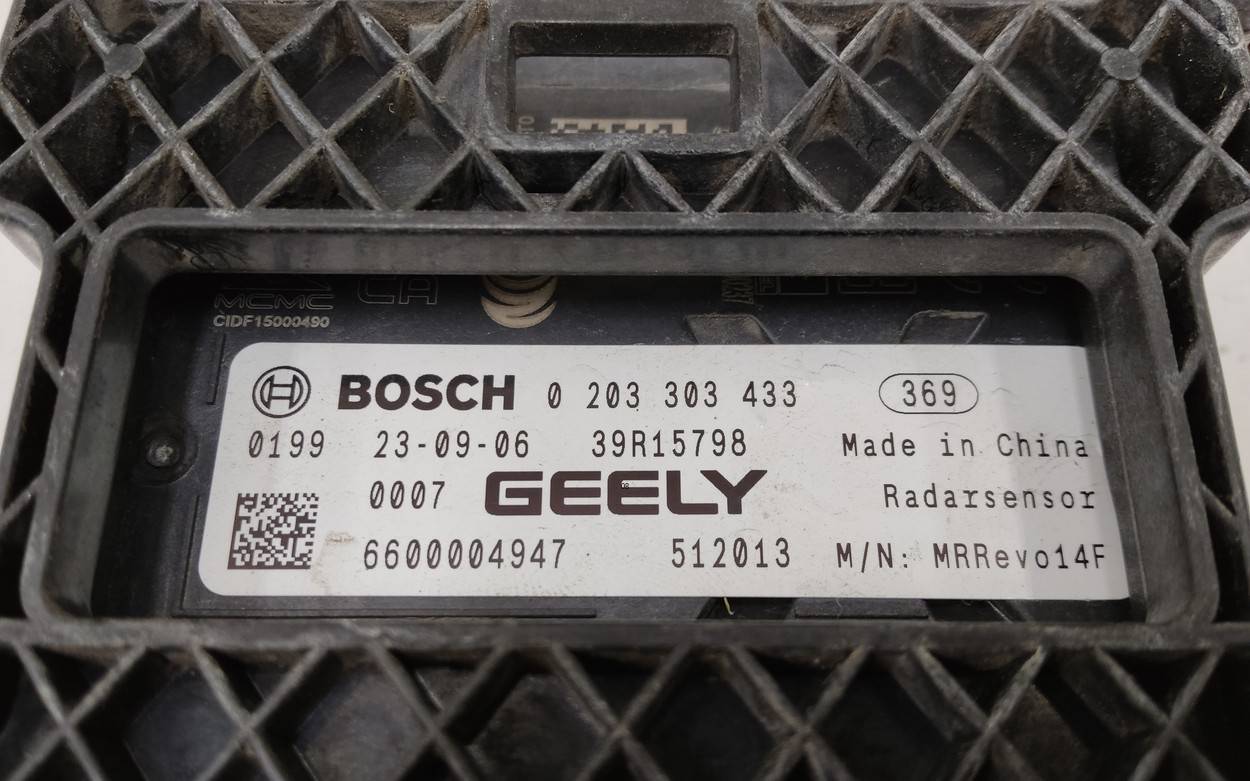 MCMC
CIDF15000490
BOSCH 0 203 303 433 369
0199 23-09-06 39R15798 Made in China
0007 GEELY Radarsensor
6600004947 512013 M/N: MRRevo14F